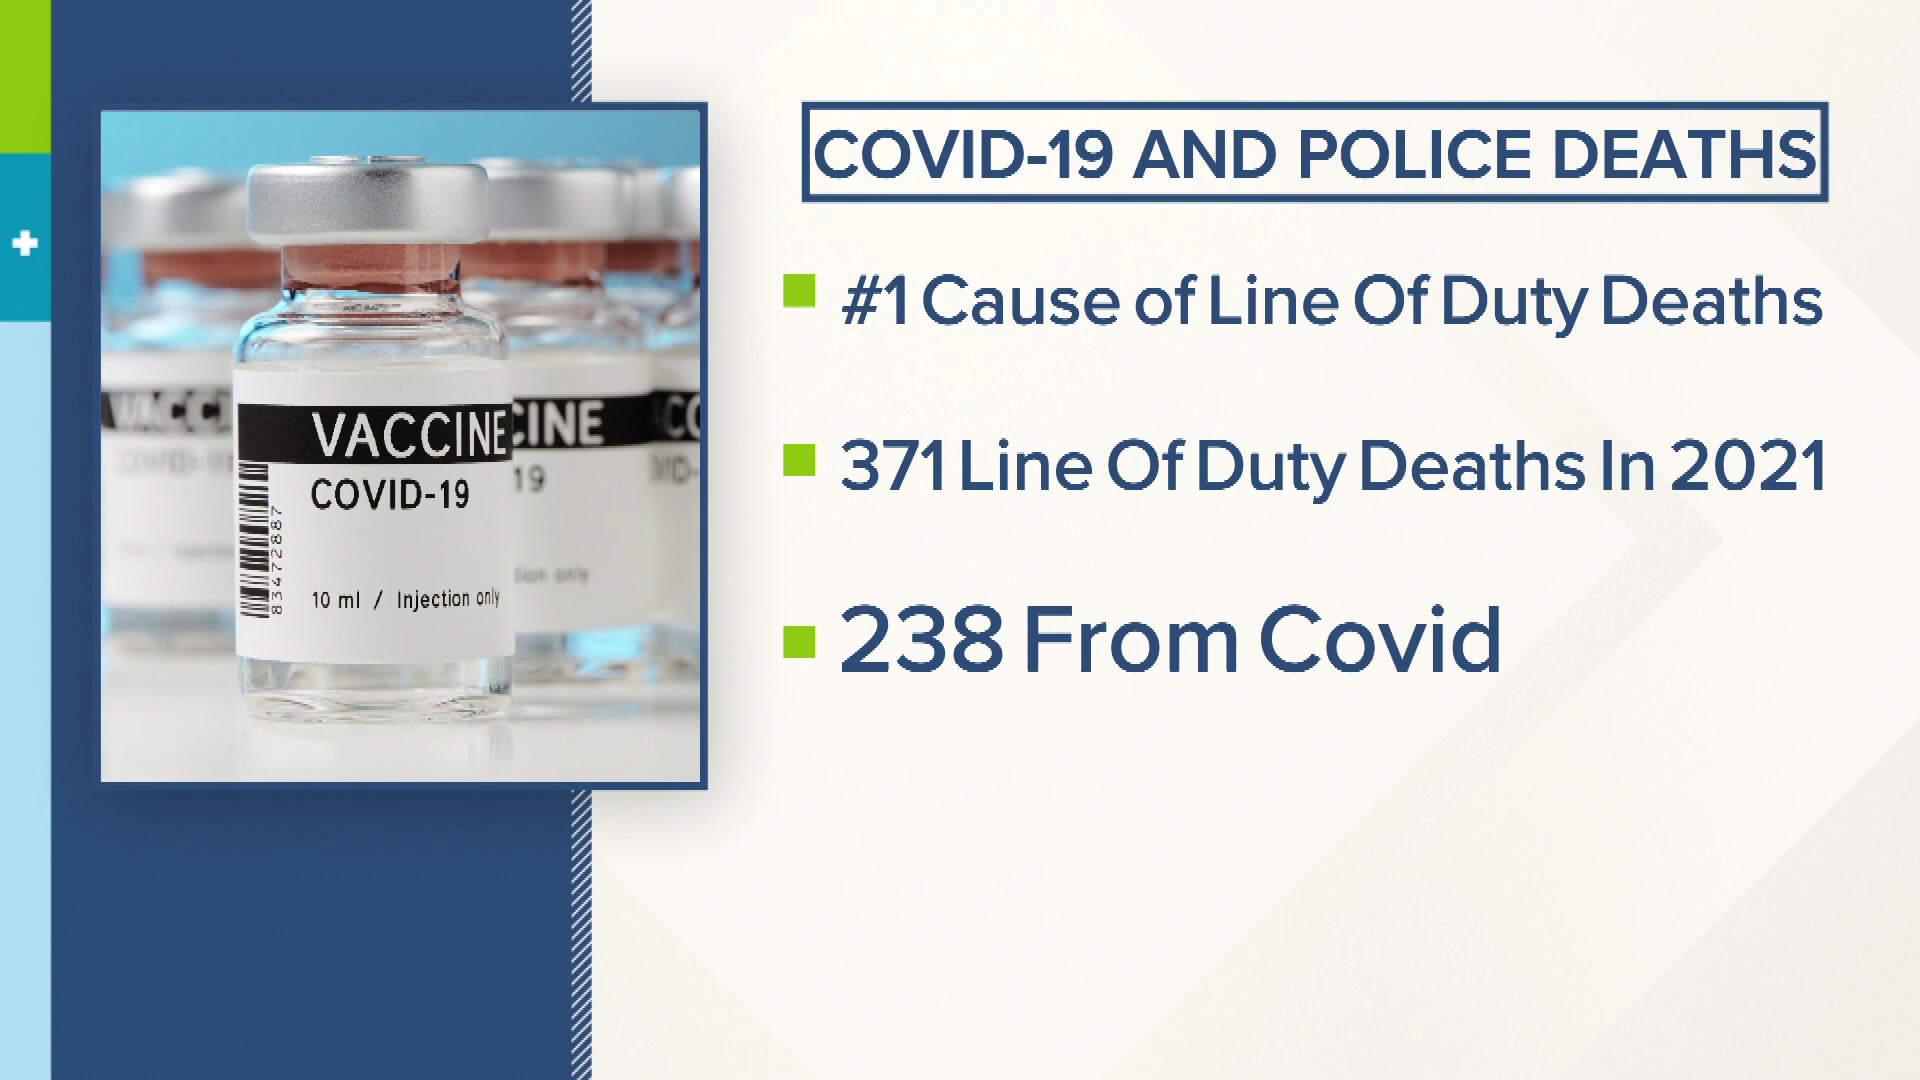 COVID-19 AND POLICE DEATHS
#1 Cause of Line Of Duty Deaths
371 Line Of Duty Deaths In 2021
238 From Covid
VACCINE
COVID-19
10 ml / Injection only
83472887
CINE
19
only